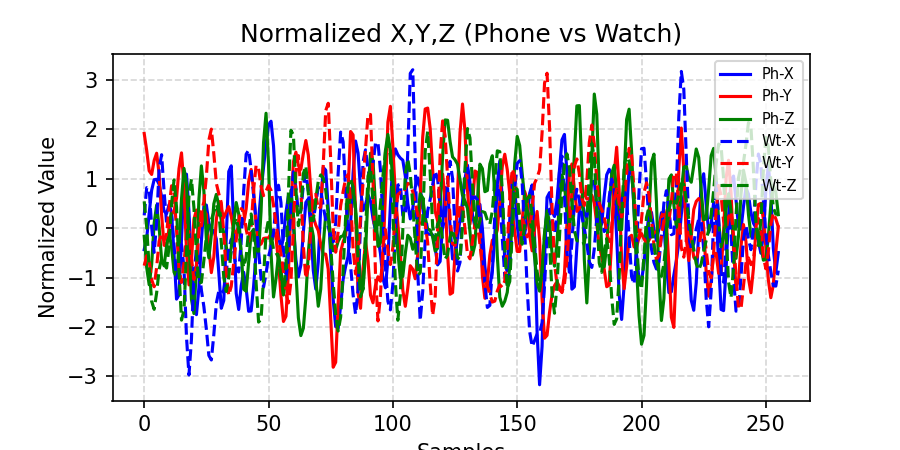 Normalized X,Y,Z (Phone vs Watch)
Normalized Value
3
2
1
0
−1
−2
−3
0 50 100 150 200 250
Samples
Ph-X
Ph-Y
Ph-Z
Wt-X
Wt-Y
Wt-Z